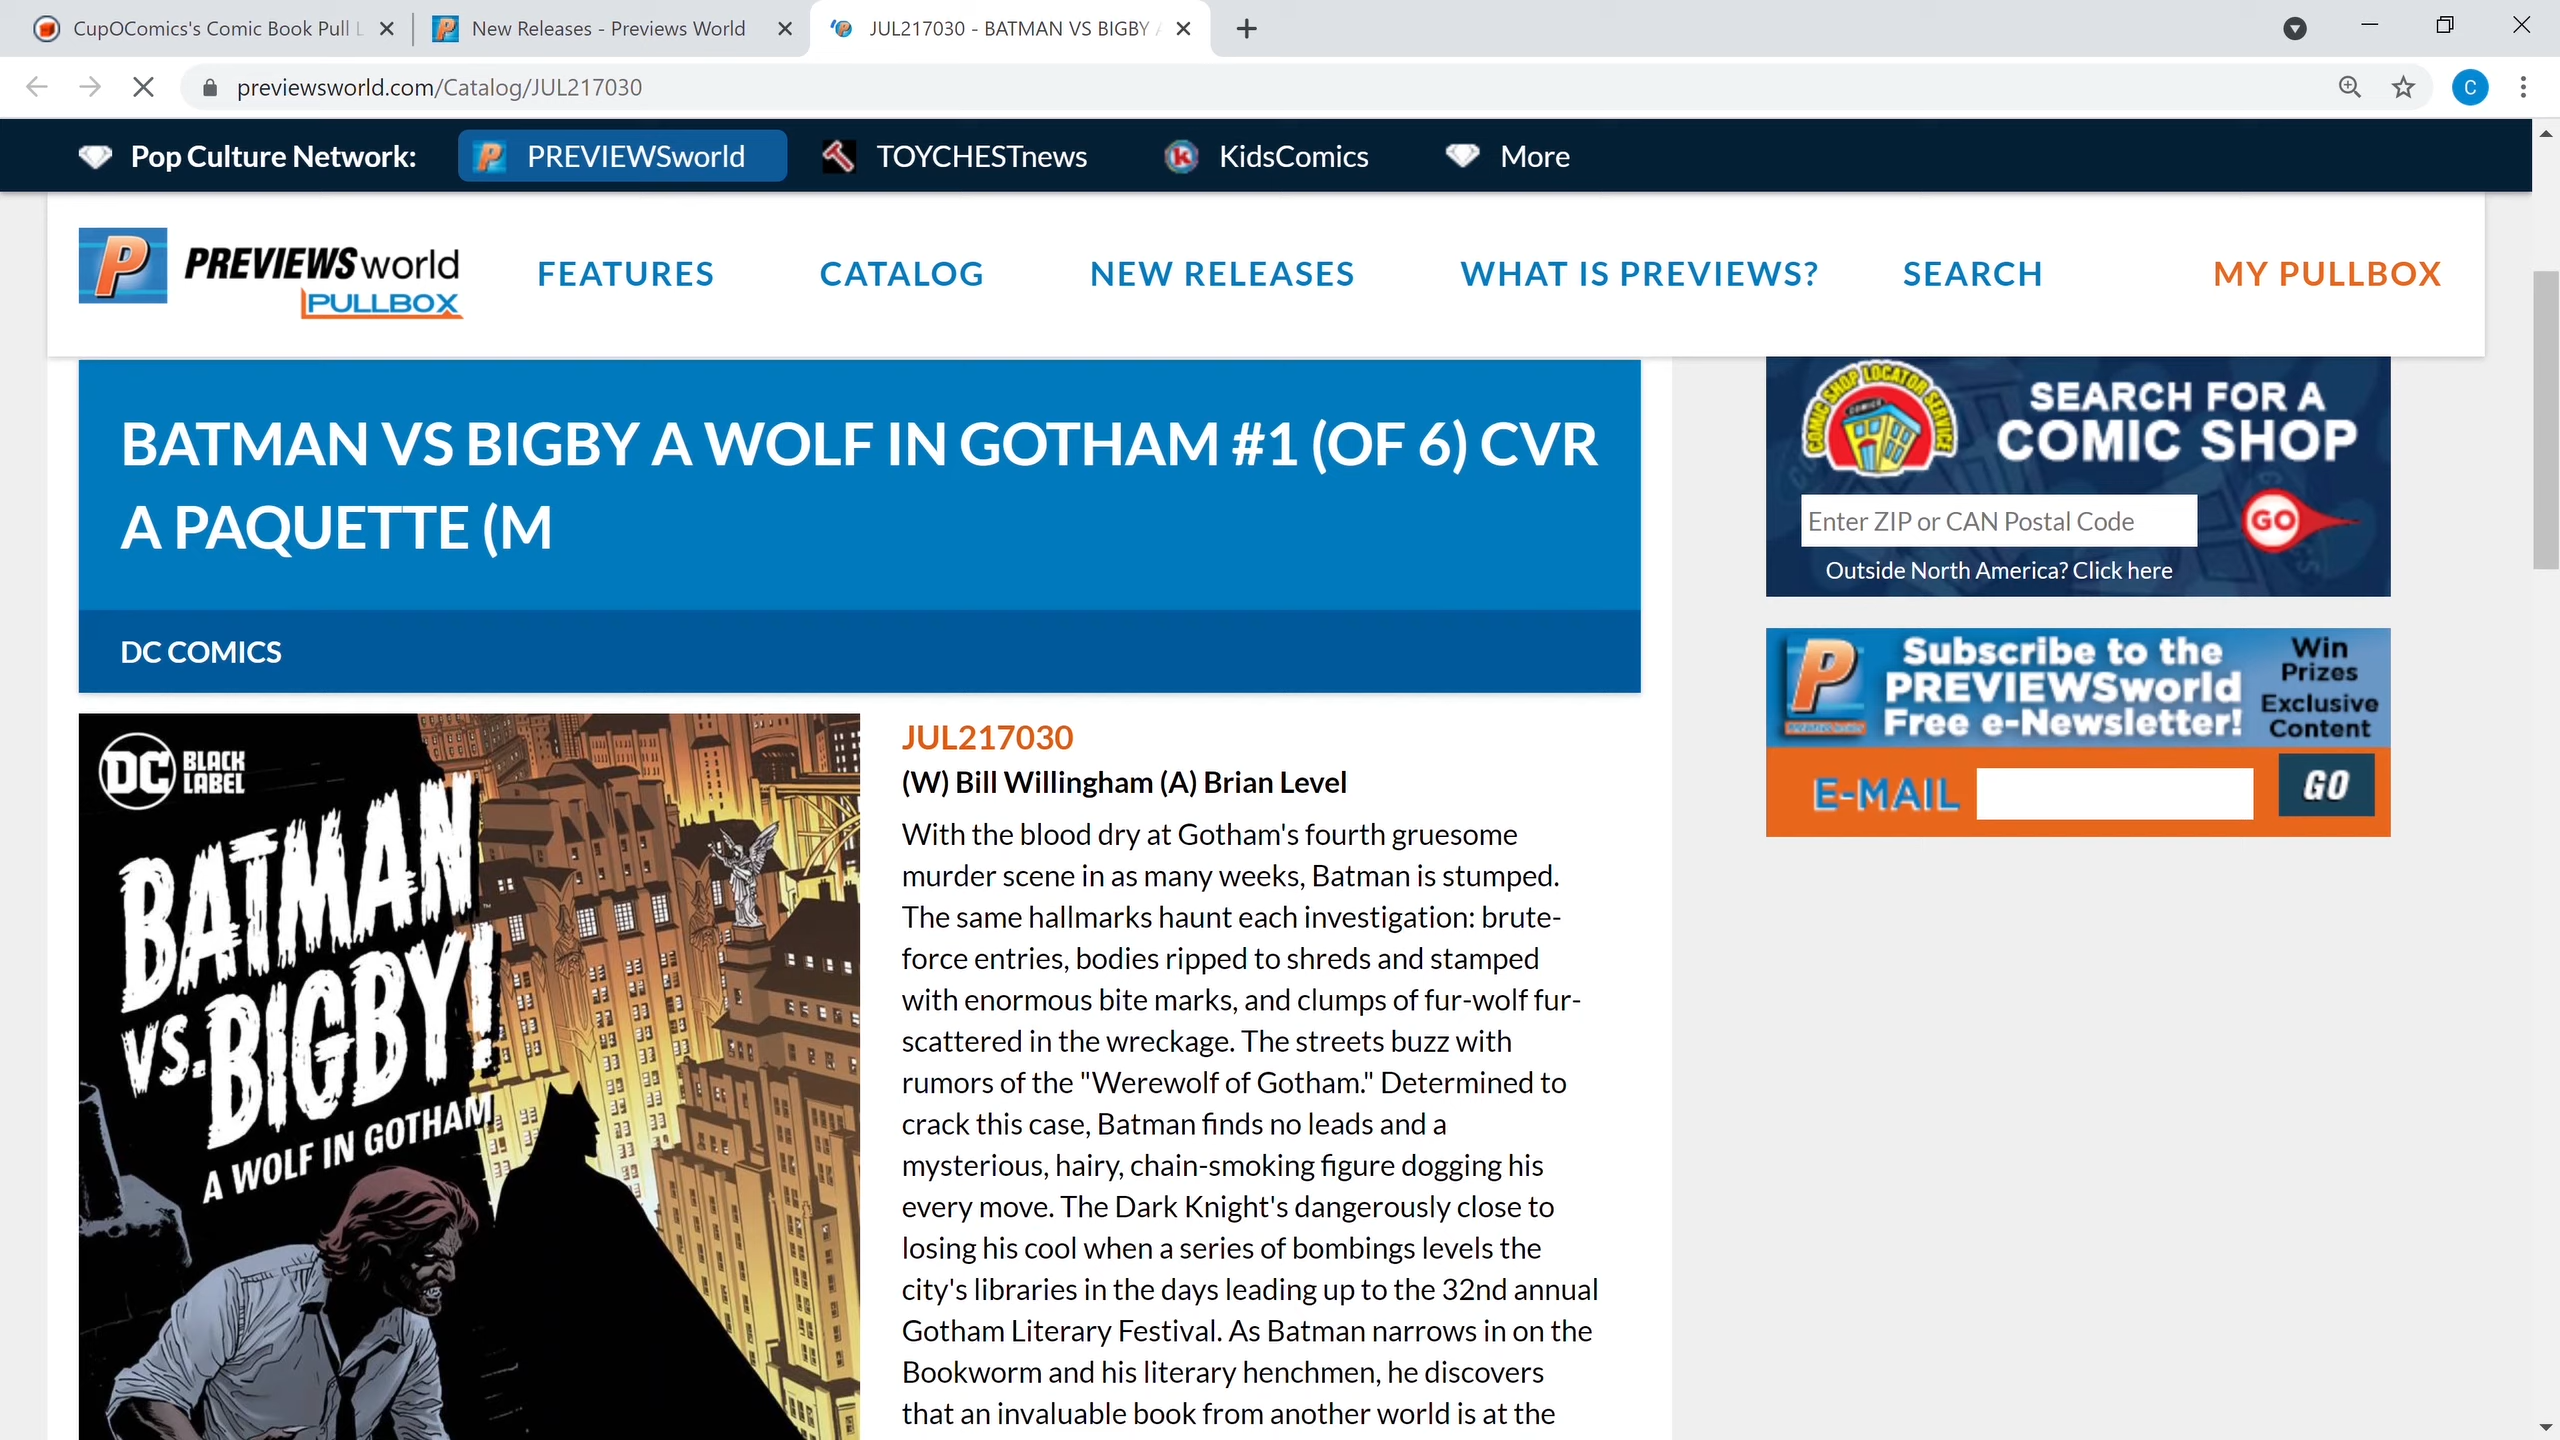 CupOComics's Comic Book Pull L
New Releases - Previews World
JUL217030 - BATMAN VS BIGBY A
previewsworld.com/Catalog/JUL217030
C
Pop Culture Network:
PREVIEWSworld
TOYCHESTnews
KidsComics
More
P PREVIEWSworld
PULLBOX
FEATURES
CATALOG
NEW RELEASES
WHAT IS PREVIEWS?
SEARCH
MY PULLBOX
BATMAN VS BIGBY A WOLF IN GOTHAM #1 (OF 6) CVR
A PAQUETTE (M
DC COMICS
DC BLACK
LABEL
BATMAN
VS. BIGBY!
A WOLF IN GOTHAM
JUL217030
(W) Bill Willingham (A) Brian Level
With the blood dry at Gotham's fourth gruesome
murder scene in as many weeks, Batman is stumped.
The same hallmarks haunt each investigation: brute-
force entries, bodies ripped to shreds and stamped
with enormous bite marks, and clumps of fur-wolf fur-
scattered in the wreckage. The streets buzz with
rumors of the "Werewolf of Gotham." Determined to
crack this case, Batman finds no leads and a
mysterious, hairy, chain-smoking figure dogging his
every move. The Dark Knight's dangerously close to
losing his cool when a series of bombings levels the
city's libraries in the days leading up to the 32nd annual
Gotham Literary Festival. As Batman narrows in on the
Bookworm and his literary henchmen, he discovers
that an invaluable book from another world is at the
COMIC SHOP LOCATOR SERVICE
COMICS
SEARCH FOR A
COMIC SHOP
Enter ZIP or CAN Postal Code
GO
Outside North America? Click here
P
Subscribe to the
PREVIEWSworld
Free e-Newsletter!
Win
Prizes
Exclusive
Content
E-MAIL
GO